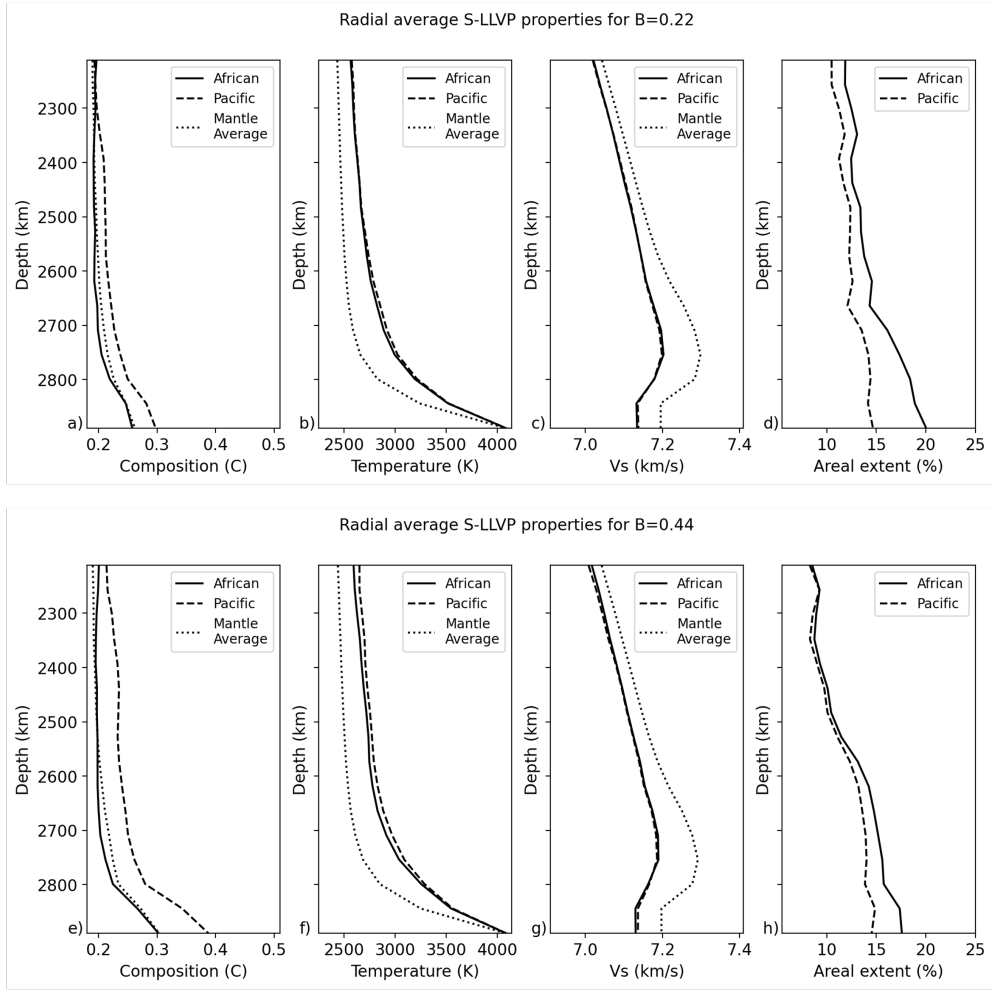 Radial average S-LLVP properties for B=0.22
African
Pacific
Mantle
Average
African
Pacific
Mantle
Average
African
Pacific
Mantle
Average
African
Pacific
2300
2400
2500
2600
2700
2800
Depth (km)
Depth (km)
Depth (km)
Depth (km)
a)
b)
c)
d)
0.2 0.3 0.4 0.5
2500 3000 3500 4000
7.0 7.2 7.4
10 15 20 25
Composition (C)
Temperature (K)
Vs (km/s)
Areal extent (%)
Radial average S-LLVP properties for B=0.44
African
Pacific
Mantle
Average
African
Pacific
Mantle
Average
African
Pacific
Mantle
Average
African
Pacific
2300
2400
2500
2600
2700
2800
Depth (km)
Depth (km)
Depth (km)
Depth (km)
e)
f)
g)
h)
0.2 0.3 0.4 0.5
2500 3000 3500 4000
7.0 7.2 7.4
10 15 20 25
Composition (C)
Temperature (K)
Vs (km/s)
Areal extent (%)